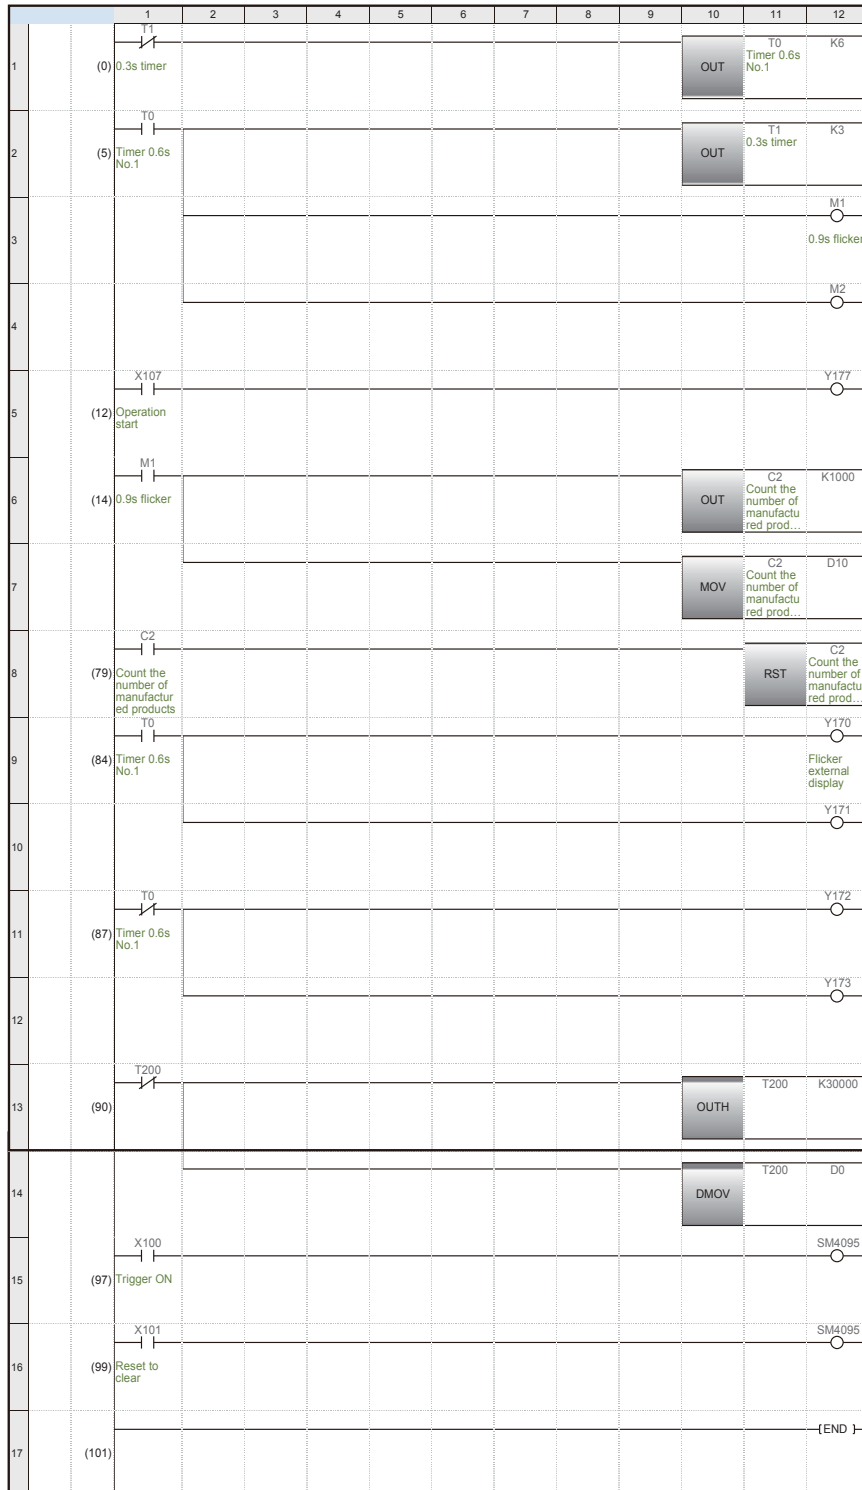 1 2 3 4 5 6 7 8 9 10 11 12
T1 T0 K6
1 (0) 0.3s timer OUT Timer 0.6s
No.1
T0 T1 K3
2 (5) Timer 0.6s OUT 0.3s timer
No.1
M1
3 0.9s flicker
M2
4
X107 Y177
5 (12) Operation
start
M1 C2 K1000
6 (14) 0.9s flicker OUT Count the
number of
manufactu
red prod…
C2 D10
7 MOV Count the
number of
manufactu
red prod…
C2 C2
8 (79) Count the RST Count the
number of number of
manufactur manufactu
ed products red prod…
T0 Y170
9 (84) Timer 0.6s Flicker
No.1 external
display
Y171
10
T0 Y172
11 (87) Timer 0.6s
No.1
Y173
12
T200 T200 K30000
13 (90) OUTH
T200 D0
14 DMOV
X100 SM4095
15 (97) Trigger ON
X101 SM4095
16 (99) Reset to
clear
[END]
17 (101)